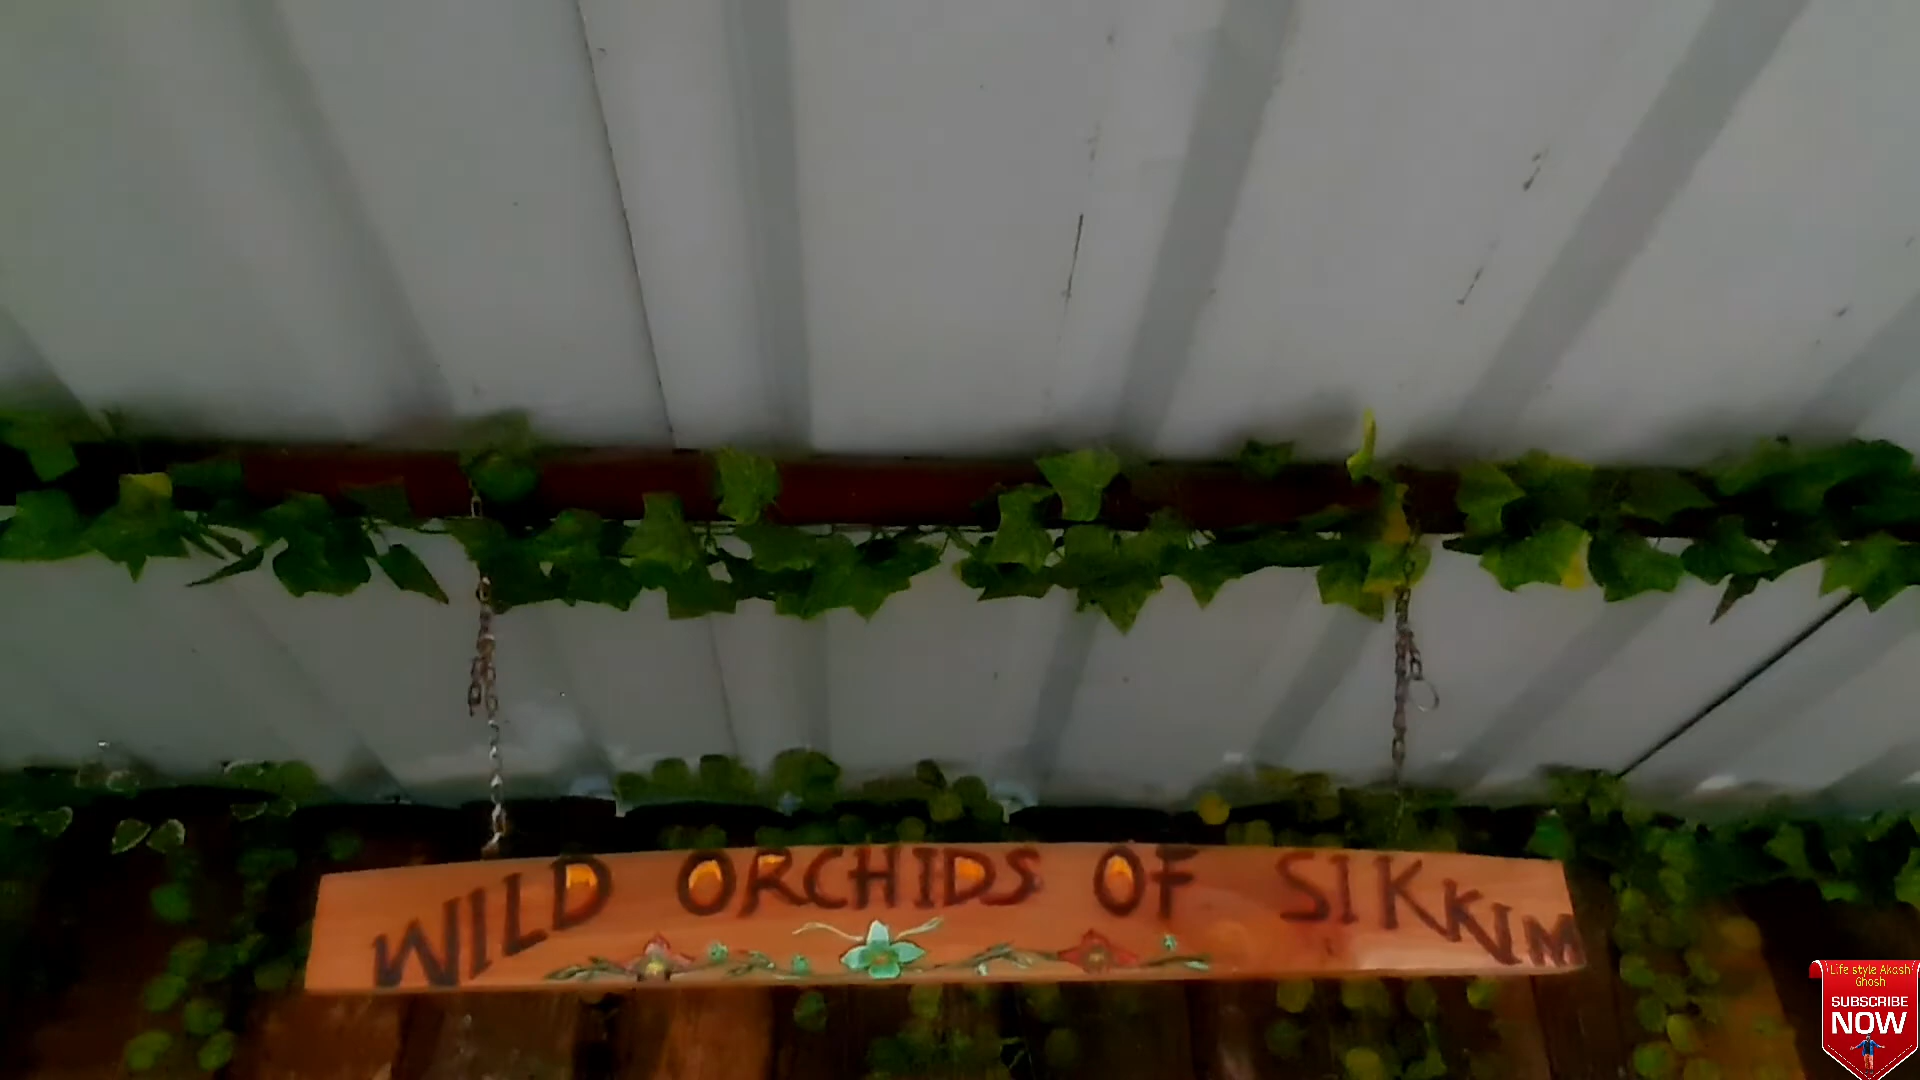 WILD ORCHIDS OF SIKKIM
Life style Akash
Ghosh
SUBSCRIBE
NOW